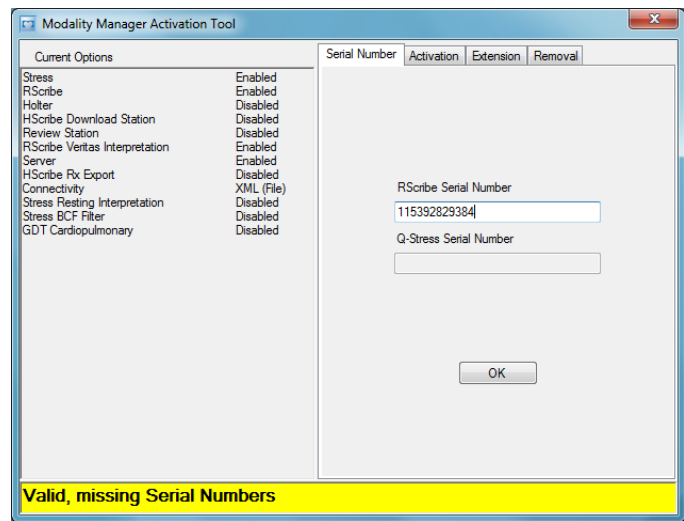 Modality Manager Activation Tool
Current Options
Serial Number Activation Extension Removal
Stress Enabled
RScribe Enabled
Holter Disabled
HScribe Download Station Disabled
Review Station Disabled
RScribe Veritas Interpretation Enabled
Server Enabled
HScribe Rx Export Disabled
Connectivity XML (File)
Stress Resting Interpretation Disabled
Stress BCF Filter Disabled
GDT Cardiopulmonary Disabled
RScribe Serial Number
115392829384
Q-Stress Serial Number
OK
Valid, missing Serial Numbers